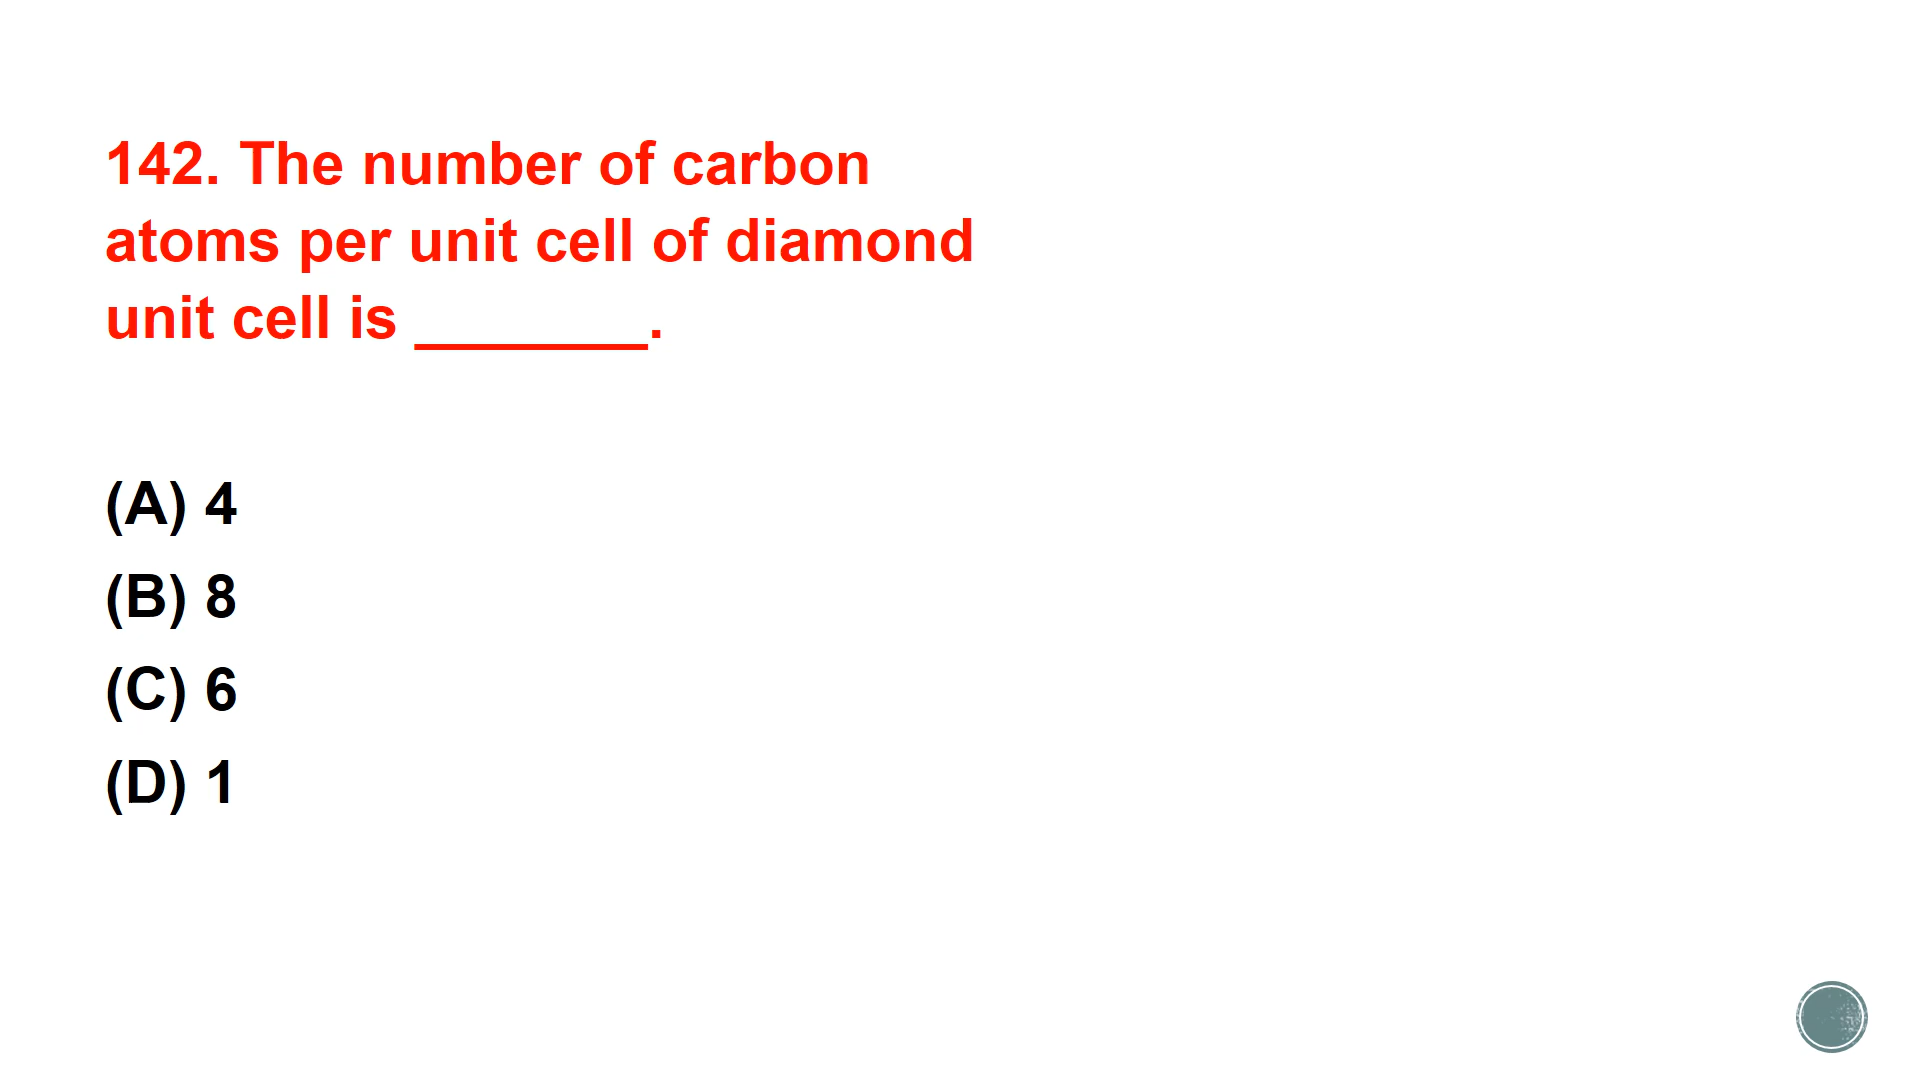 142. The number of carbon
atoms per unit cell of diamond
unit cell is _______.
(A) 4
(B) 8
(C) 6
(D) 1